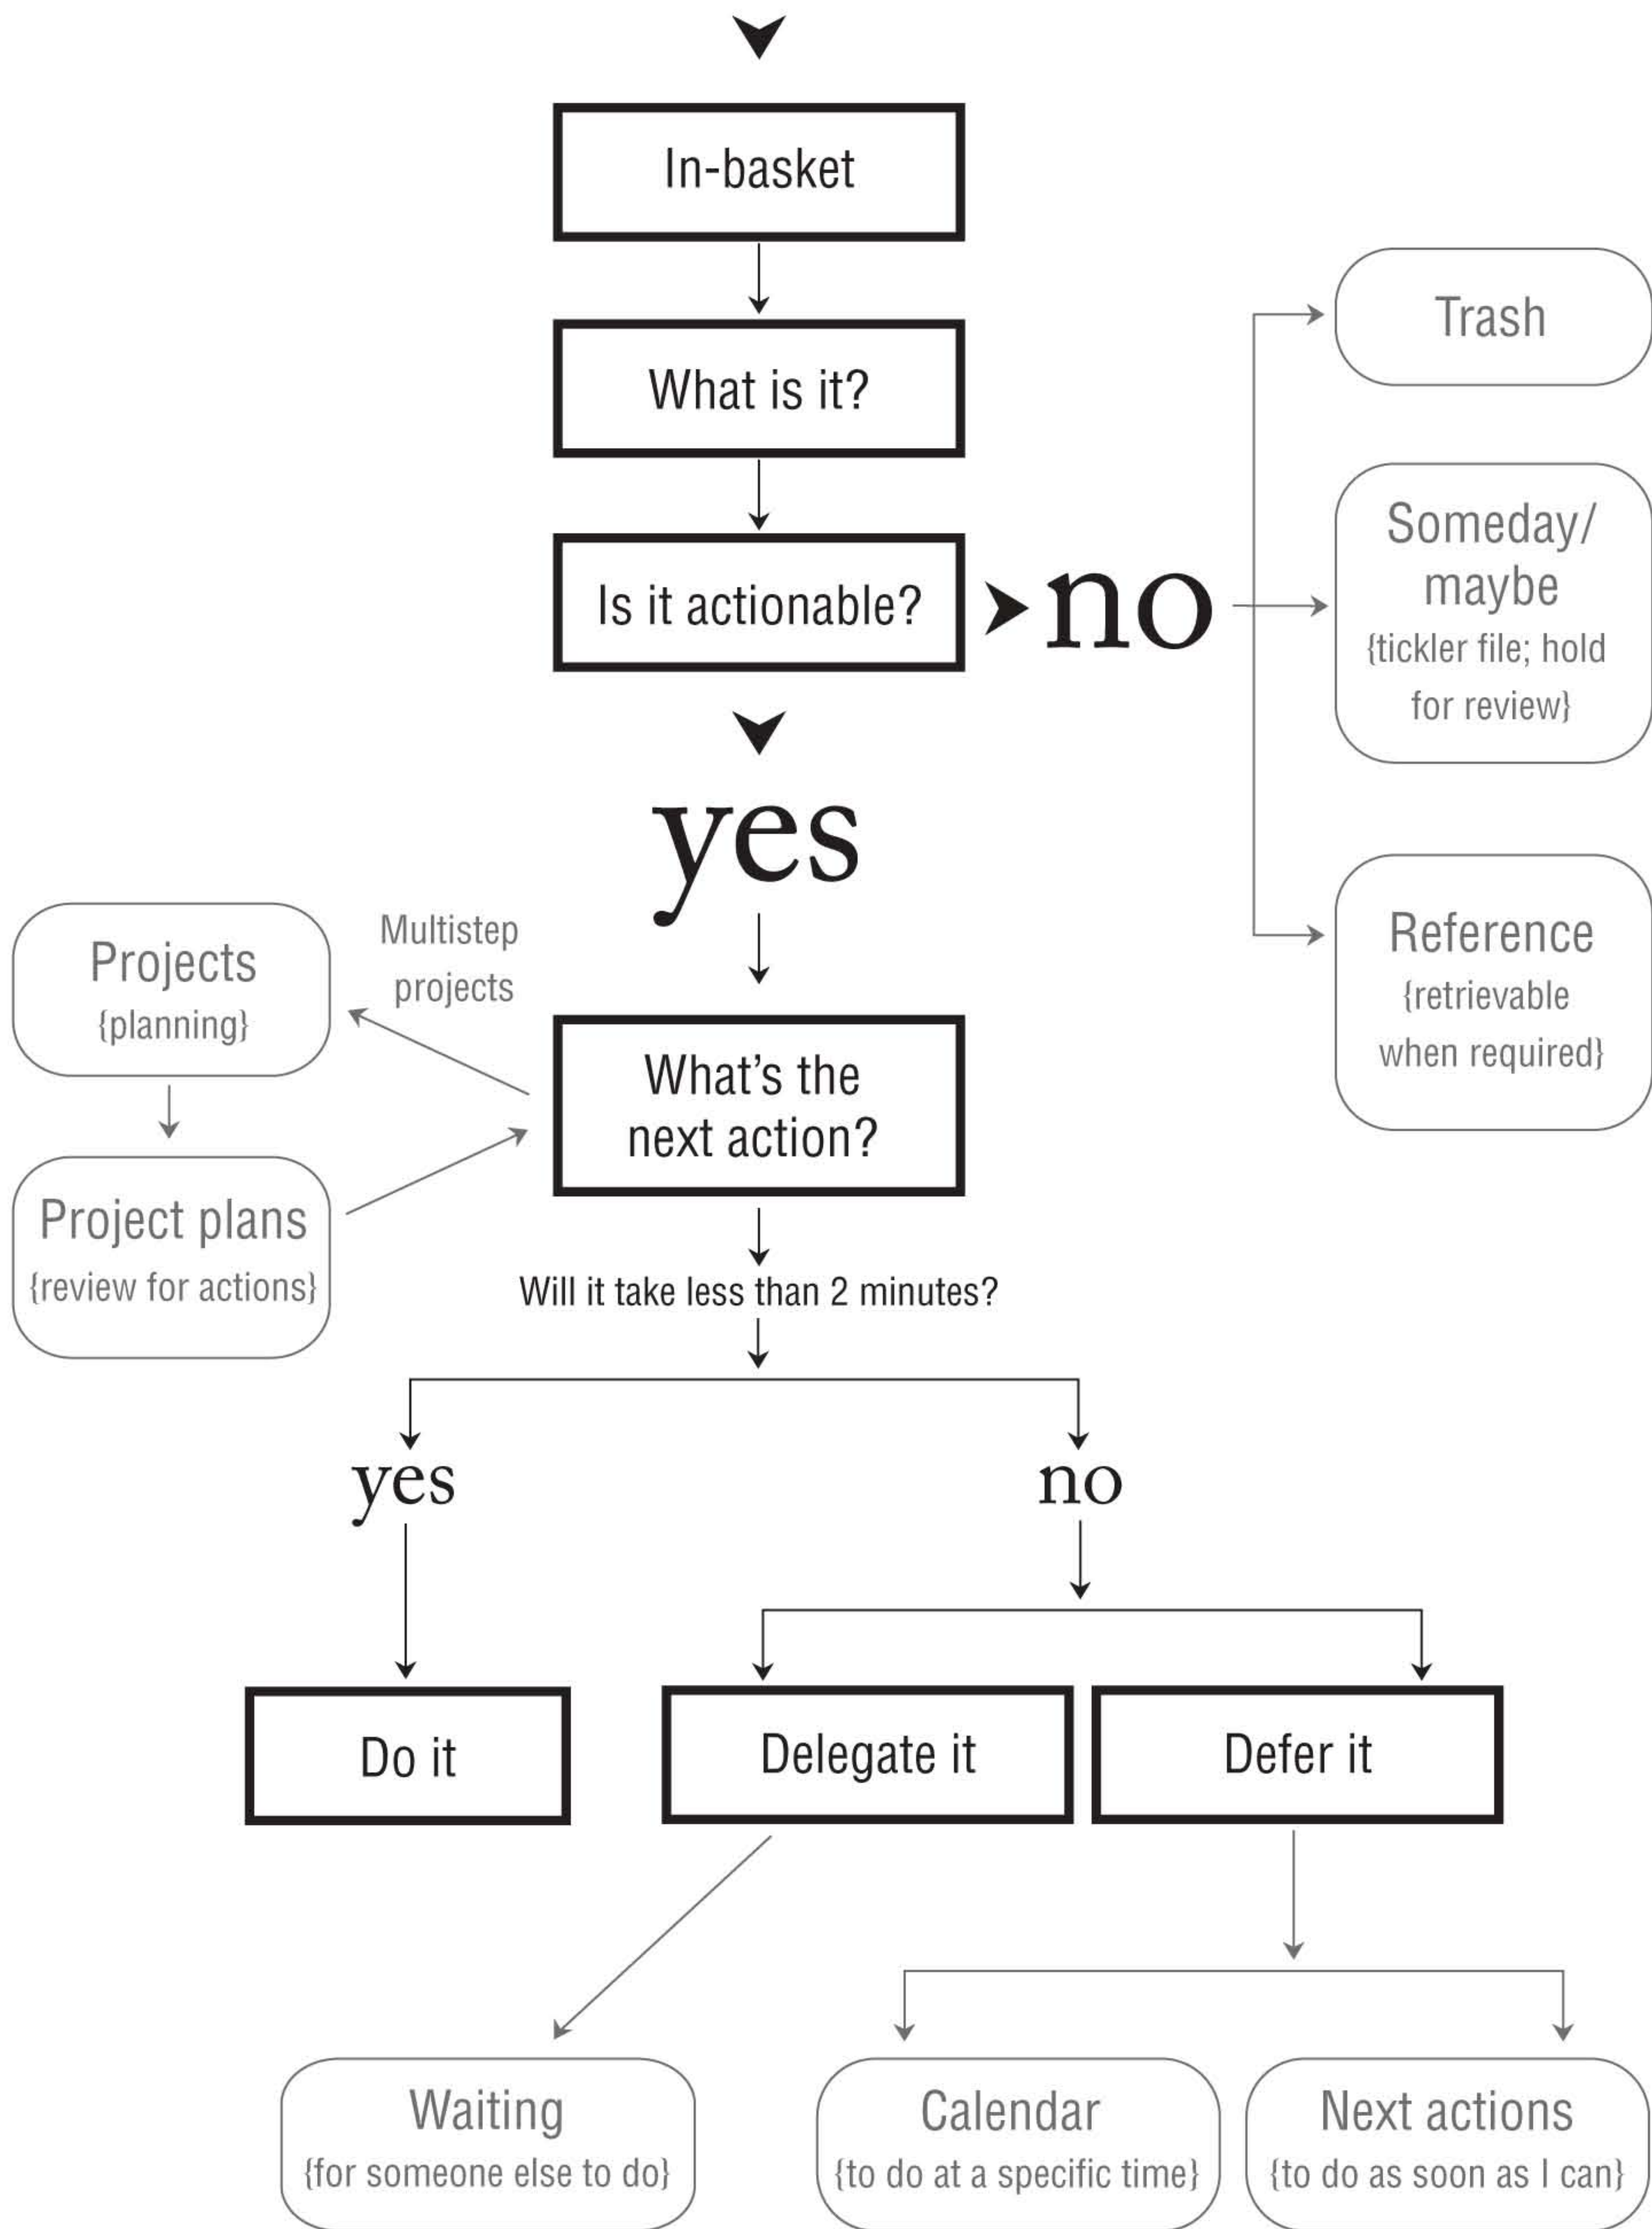 In-basket
What is it?
Is it actionable?
no
Trash
Someday/
maybe
{tickler file; hold
for review}
Reference
{retrievable
when required}
yes
Multistep
projects
Projects
{planning}
Project plans
{review for actions}
What's the
next action?
Will it take less than 2 minutes?
yes
no
Do it
Delegate it
Defer it
Waiting
{for someone else to do}
Calendar
{to do at a specific time}
Next actions
{to do as soon as I can}